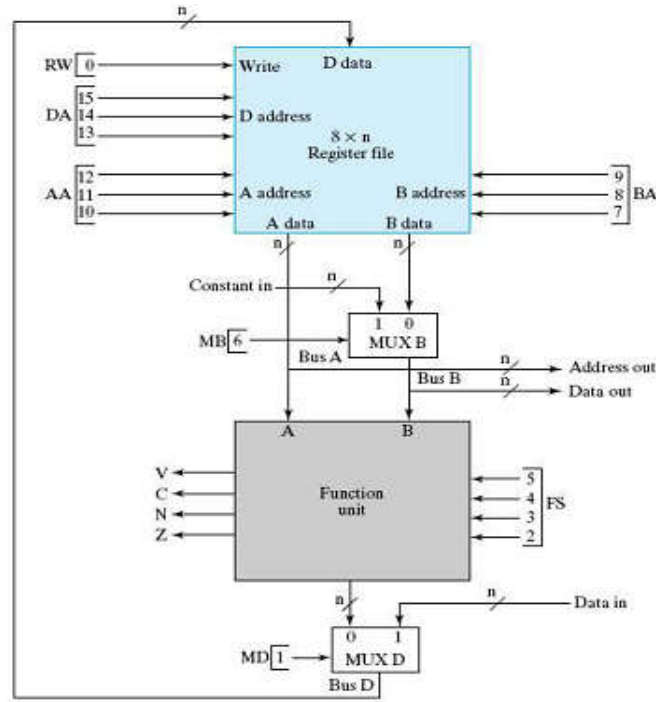 n
RW 0 Write D data
15
DA 14 D address
13
8 × n
Register file
12 9
AA 11 A address B address 8 BA
10 7
A data B data
n n
Constant in n
1 0
MB 6 MUX B
Bus A n Address out
Bus B n Data out
A B
V 5
C Function 4 FS
N unit 3
Z 2
n n Data in
0 1
MD 1 MUX D
Bus D